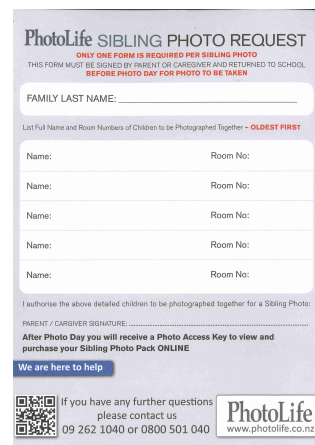 PhotoLife SIBLING PHOTO REQUEST
ONLY ONE FORM IS REQUIRED PER SIBLING PHOTO
THIS FORM MUST BE SIGNED BY PARENT OR CAREGIVER AND RETURNED TO SCHOOL
BEFORE PHOTO DAY FOR PHOTO TO BE TAKEN
FAMILY LAST NAME:
List Full Name and Room Numbers of Children to be Photographed Together – OLDEST FIRST
Name: Room No:
Name: Room No:
Name: Room No:
Name: Room No:
Name: Room No:
I authorise the above detailed children to be photographed together for a Sibling Photo:
PARENT / CARGIVER SIGNATURE:
After Photo Day you will receive a Photo Access Key to view and
purchase your Sibling Photo Pack ONLINE
We are here to help
If you have any further questions
please contact us
09 262 1040 or 0800 501 040
PhotoLife
www.photolife.co.nz